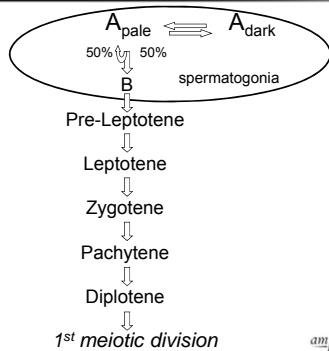 A pale A dark
50% 50%
spermatogonia
B
Pre-Leptotene
Leptotene
Zygotene
Pachytene
Diplotene
1st meiotic division